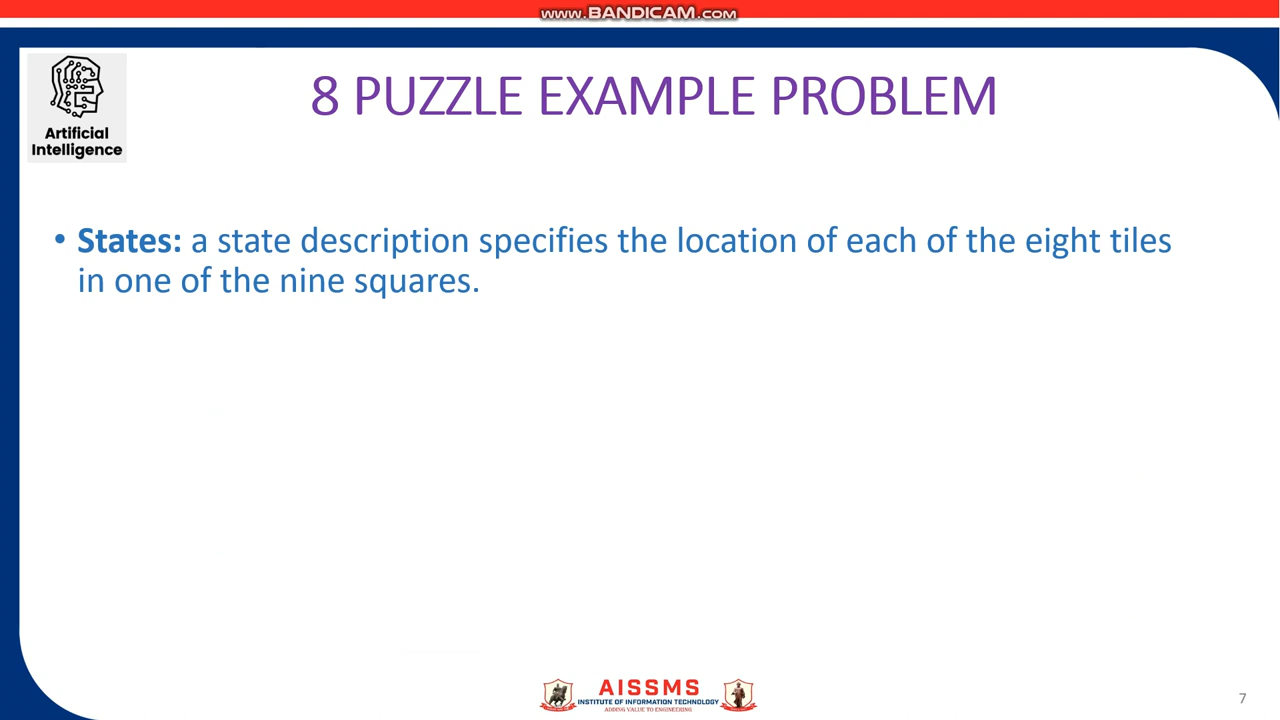 www.BANDICAM.com
8 PUZZLE EXAMPLE PROBLEM
Artificial
Intelligence
• States: a state description specifies the location of each of the eight tiles
in one of the nine squares.
AISSMS
INSTITUTE OF INFORMATION TECHNOLOGY
ADDING VALUE TO ENGINEERING
7